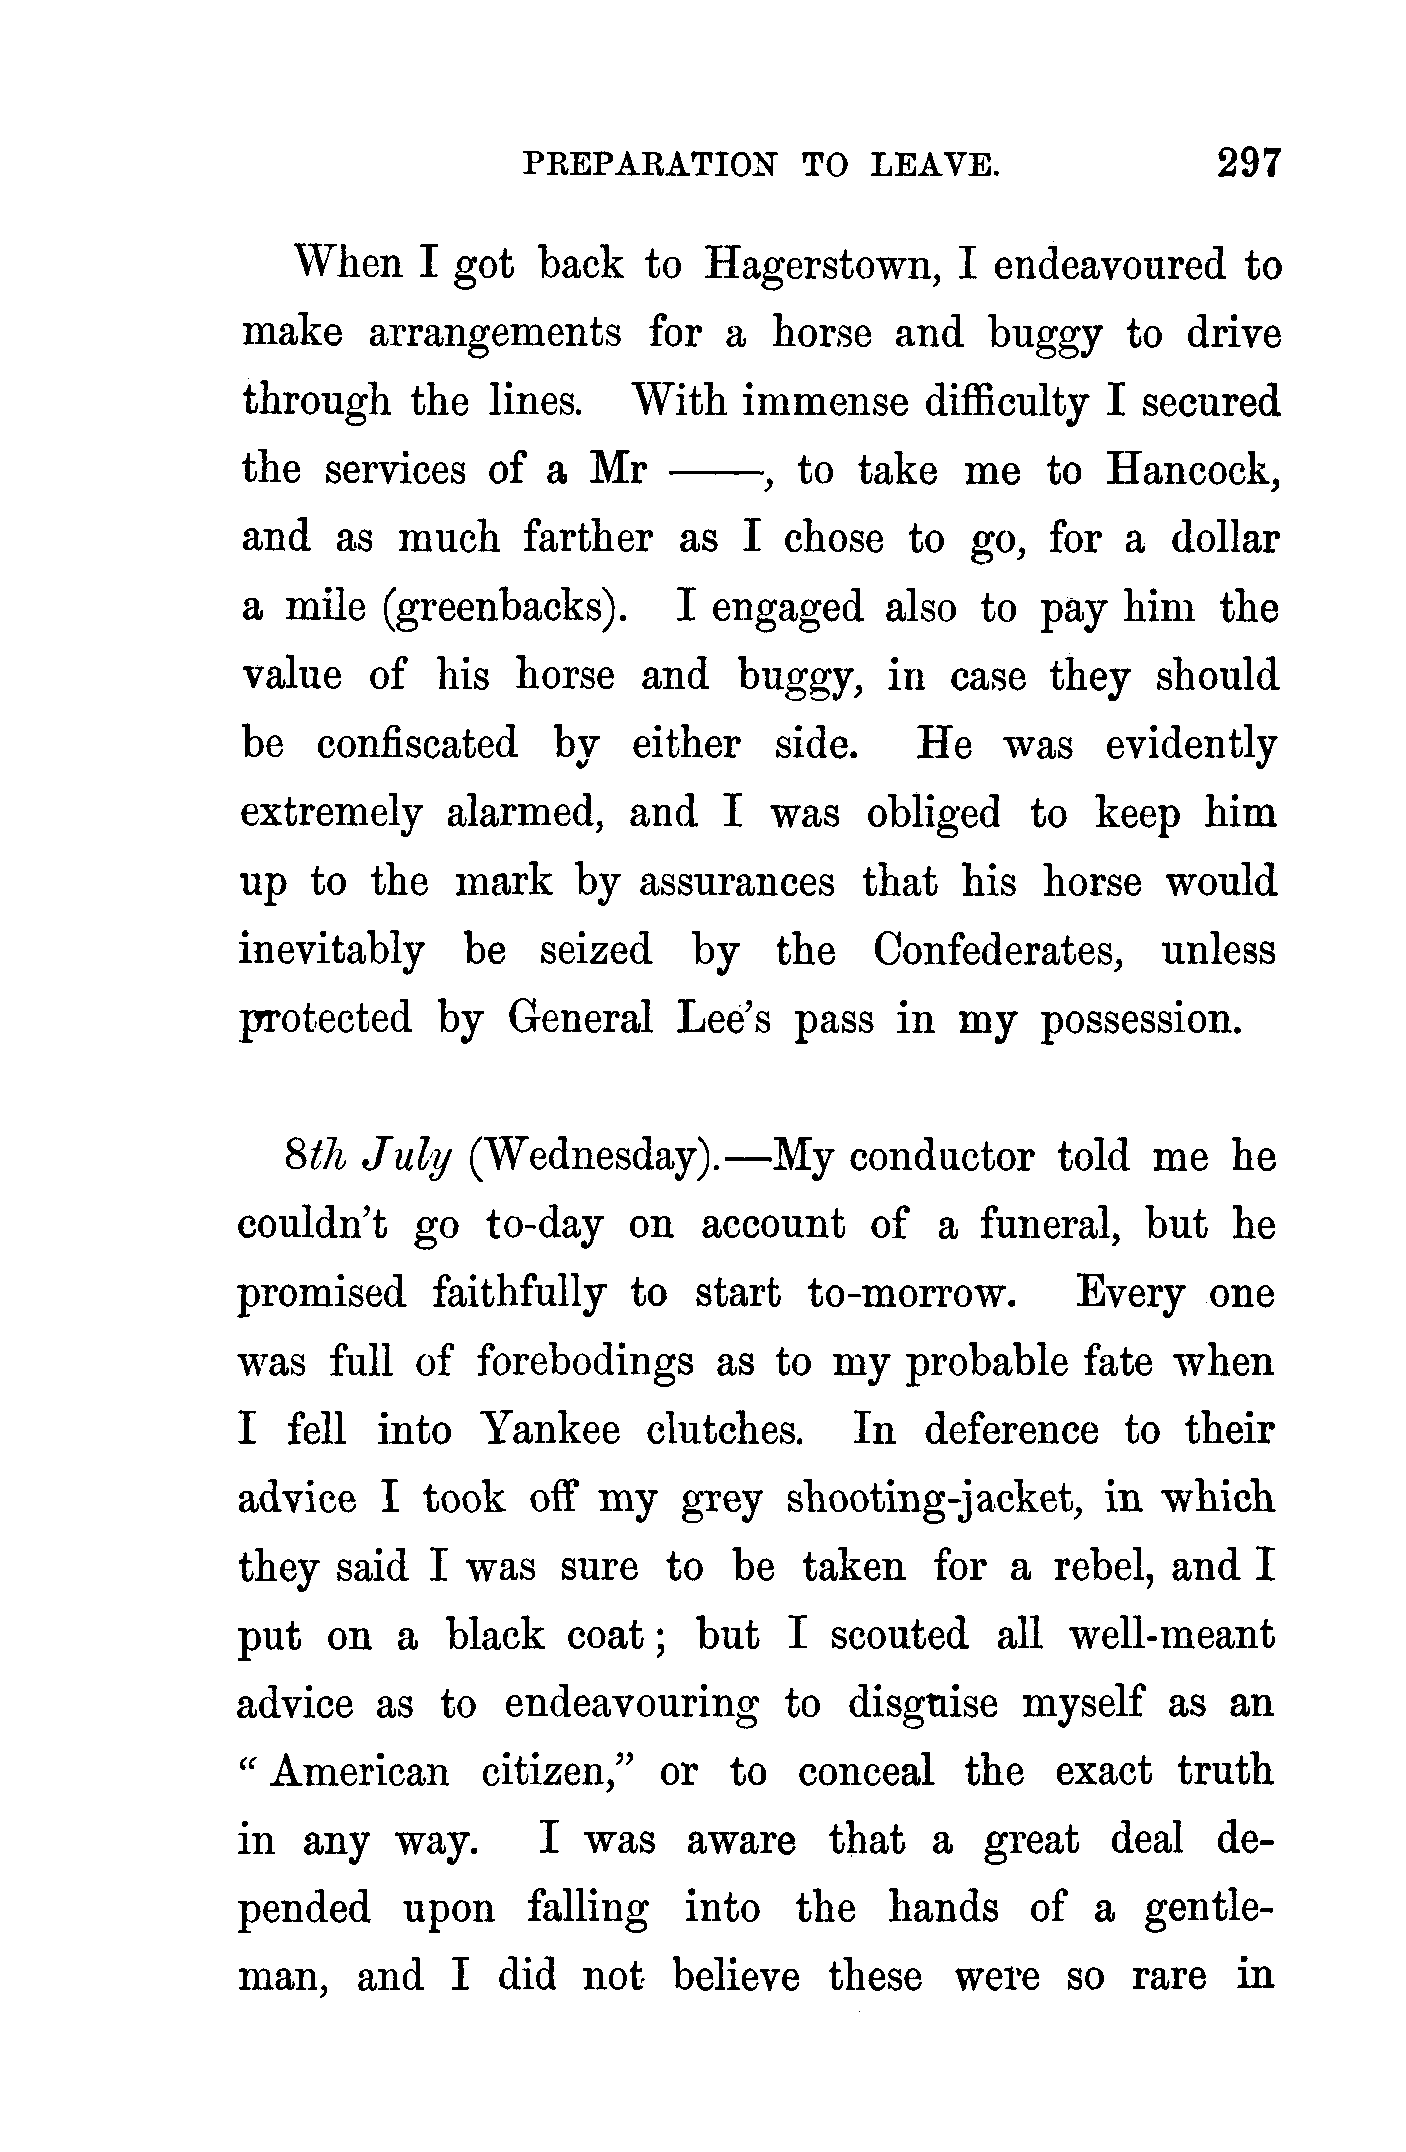 PREPARATION TO LEAVE. 297
When I got back to Hagerstown, I endeavoured to
make arrangements for a horse and buggy to drive
through the lines. With immense difficulty I secured
the services of a Mr ——, to take me to Hancock,
and as much farther as I chose to go, for a dollar
a mile (greenbacks). I engaged also to pay him the
value of his horse and buggy, in case they should
be confiscated by either side. He was evidently
extremely alarmed, and I was obliged to keep him
up to the mark by assurances that his horse would
inevitably be seized by the Confederates, unless
protected by General Lee's pass in my possession.
8th July (Wednesday).—My conductor told me he
couldn't go to-day on account of a funeral, but he
promised faithfully to start to-morrow. Every one
was full of forebodings as to my probable fate when
I fell into Yankee clutches. In deference to their
advice I took off my grey shooting-jacket, in which
they said I was sure to be taken for a rebel, and I
put on a black coat; but I scouted all well-meant
advice as to endeavouring to disguise myself as an
"American citizen," or to conceal the exact truth
in any way. I was aware that a great deal de-
pended upon falling into the hands of a gentle-
man, and I did not believe these were so rare in